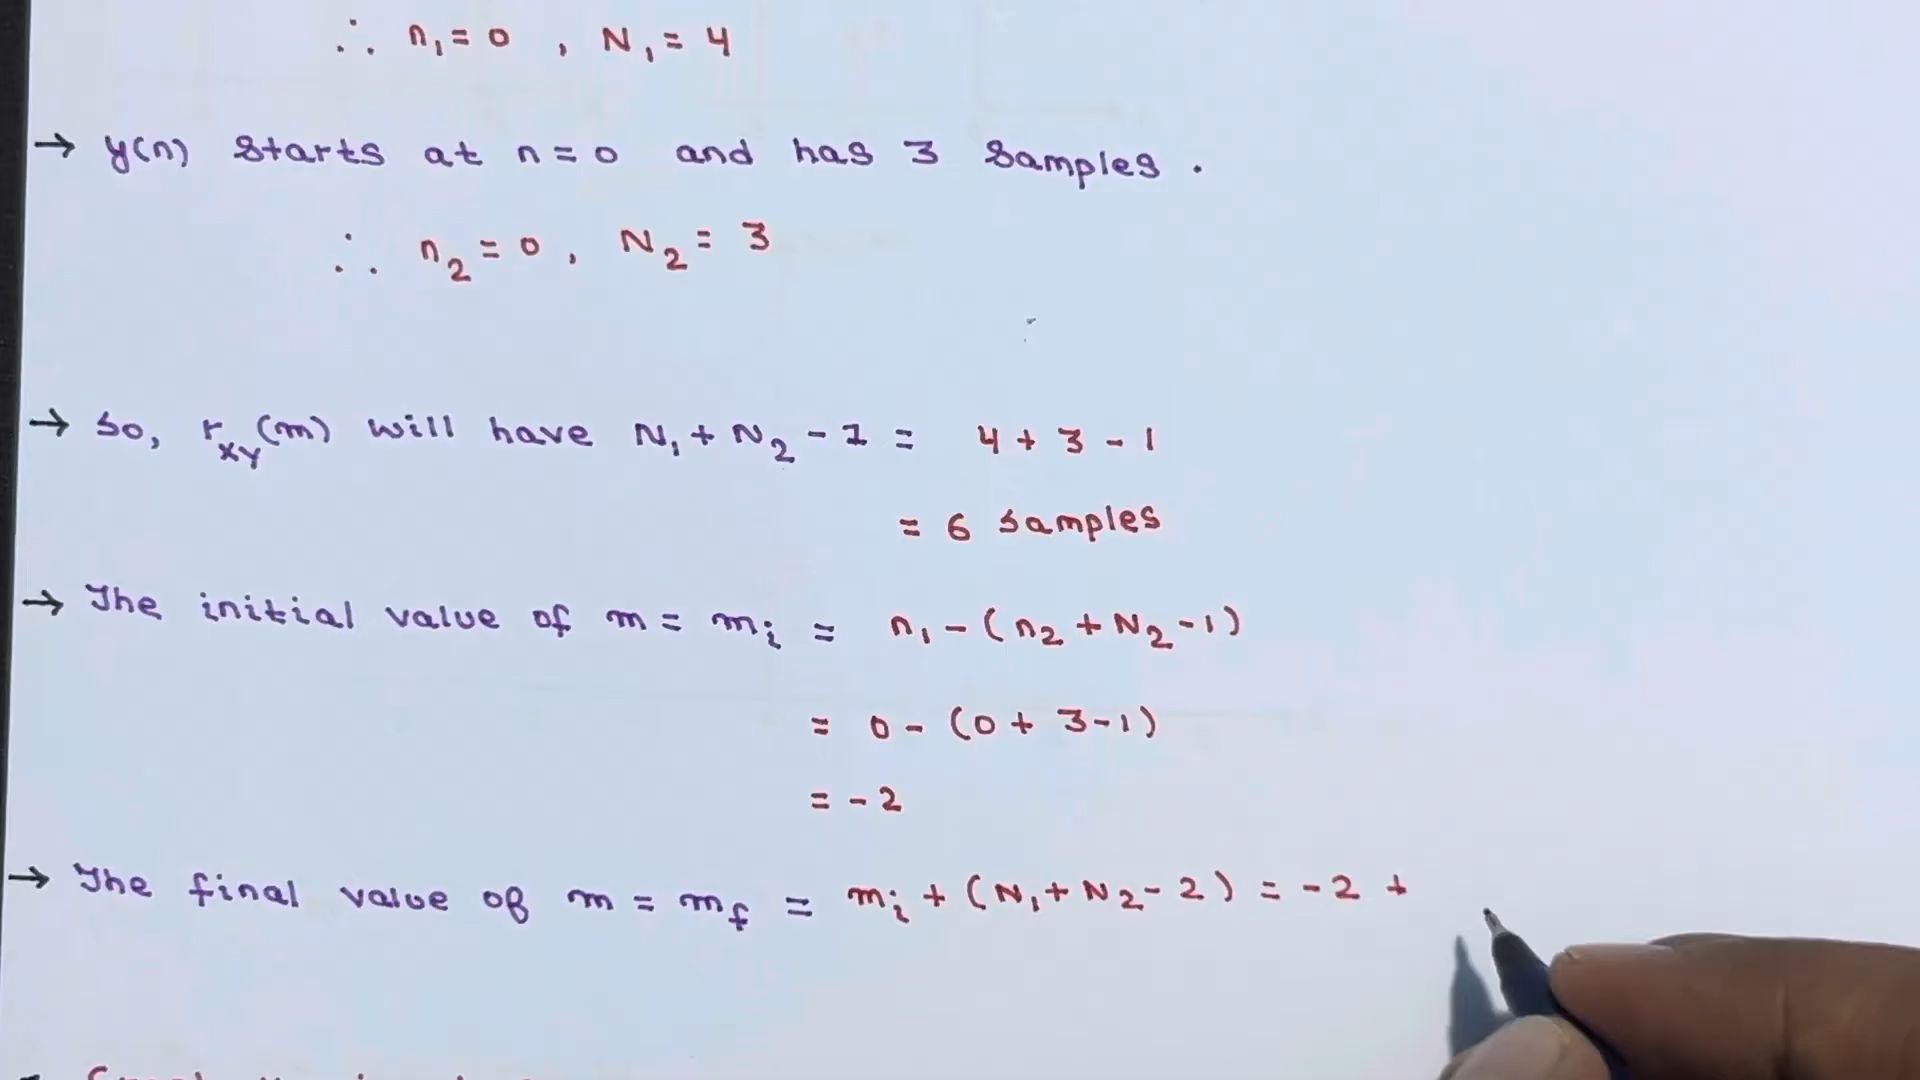 ∴ n₁ = 0 , N₁ = 4
→ y(n) starts at n = 0 and has 3 samples .
∴ n₂ = 0 , N₂ = 3
→ So, rxy(m) will have N₁ + N₂ - 1 = 4 + 3 - 1
= 6 samples
→ The initial value of m = mi = n₁ - (n₂ + N₂ - 1)
= 0 - (0 + 3 - 1)
= -2
→ The final value of m = mf = mi + (N₁ + N₂ - 2) = -2 +